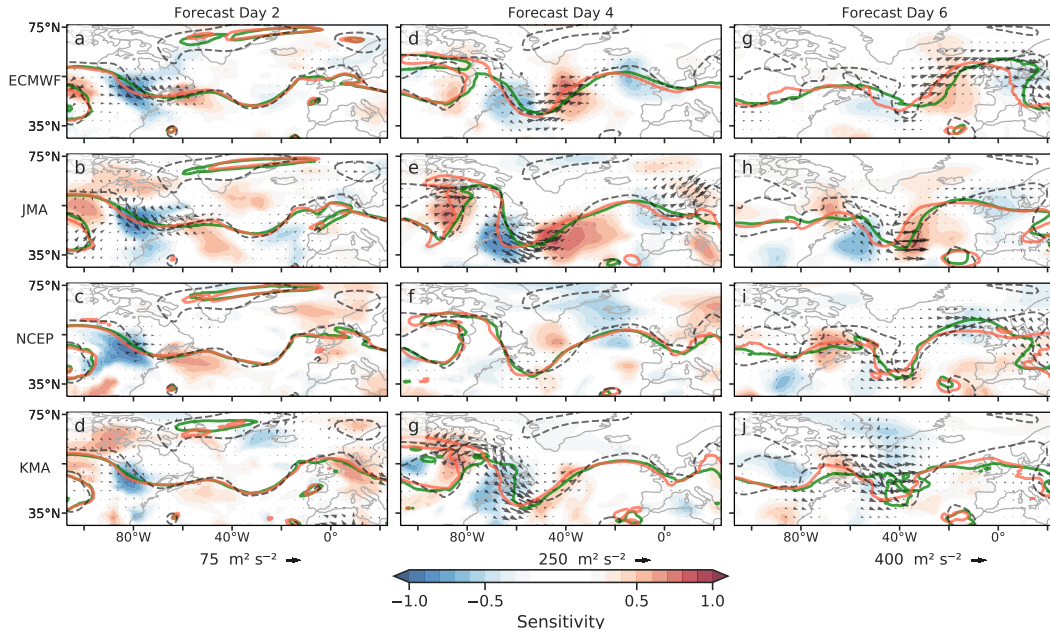 Forecast Day 2
Forecast Day 4
Forecast Day 6
75°N
a
d
g
ECMWF
35°N
75°N
b
e
h
JMA
35°N
75°N
c
f
i
NCEP
35°N
75°N
d
g
j
KMA
35°N
80°W
40°W
0°
80°W
40°W
0°
80°W
40°W
0°
75 m² s⁻²
250 m² s⁻²
400 m² s⁻²
−1.0
−0.5
0.5
1.0
Sensitivity